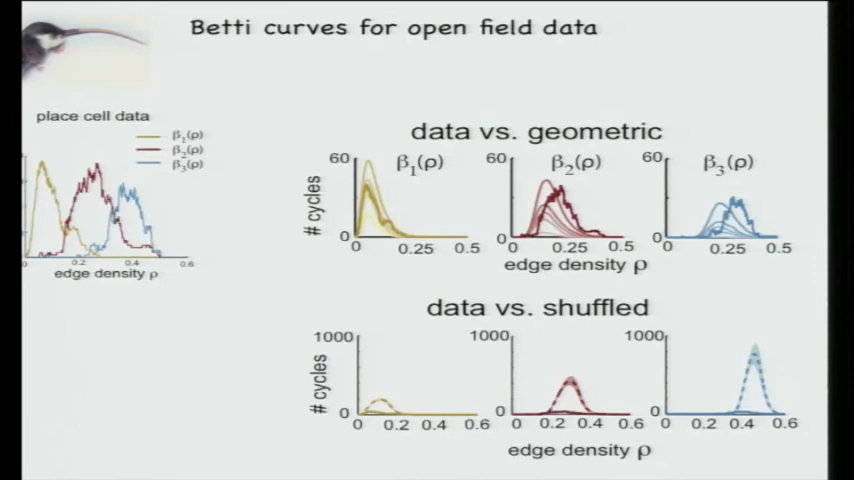 Betti curves for open field data
place cell data
β1(ρ)
β2(ρ)
β3(ρ)
0 0.2 0.4 0.6
edge density ρ
data vs. geometric
60 β1(ρ) 60 β2(ρ) 60 β3(ρ)
# cycles
0 0 0
0 0.25 0.5 0 0.25 0.5 0 0.25 0.5
edge density ρ
data vs. shuffled
1000 1000 1000
# cycles
0 0 0
0 0.2 0.4 0.6 0 0.2 0.4 0.6 0 0.2 0.4 0.6
edge density ρ